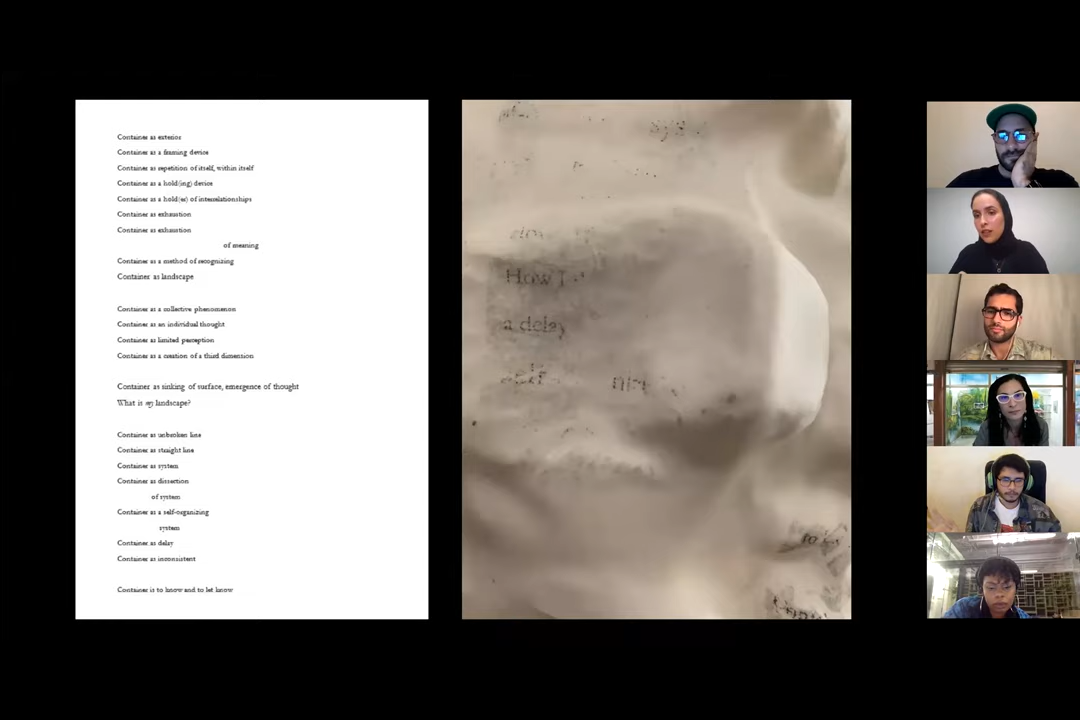 Container as exterior
Container as a framing device
Container as repetition of itself, within itself
Container as a hold(ing) device
Container as a hold(er) of interrelationships
Container as exhaustion
Container as exhaustion
of meaning
Container as a method of recognizing
Container as landscape
Container as a collective phenomenon
Container as an individual thought
Container as limited perception
Container as a creation of a third dimension
Container as sinking of surface, emergence of thought
What is my landscape?
Container as unbroken line
Container as straight line
Container as system
Container as dissection
of system
Container as a self-organizing
system
Container as delay
Container as inconsistent
Container is to know and to let know
How I
a delay